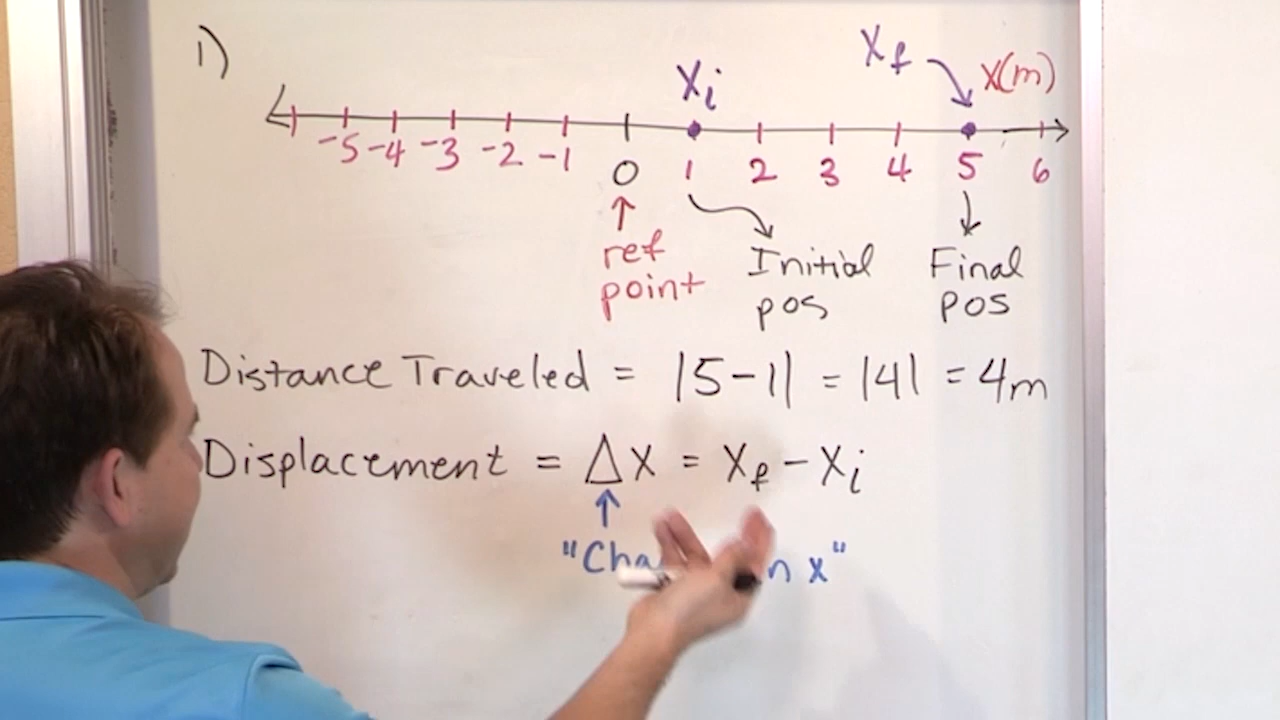 1)
Xi Xf X(m)
-5 -4 -3 -2 -1 0 1 2 3 4 5 6
ref point
Initial pos
Final pos
Distance Traveled = |5-1| = |4| = 4m
Displacement = ΔX = Xf - Xi
" x"